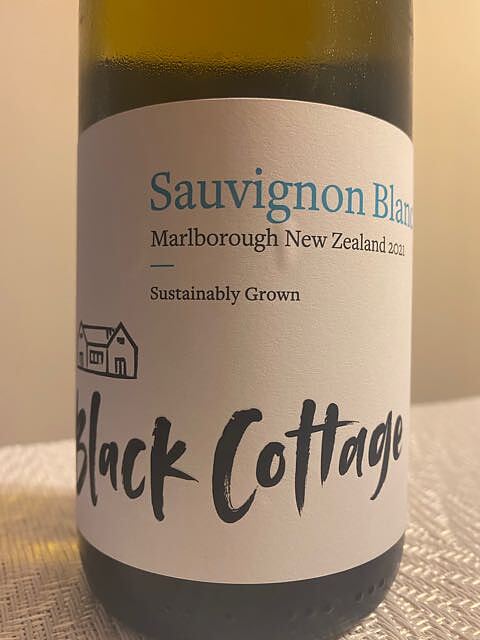 Sauvignon Blanc
Marlborough New Zealand 2021
Sustainably Grown
Black Cottage